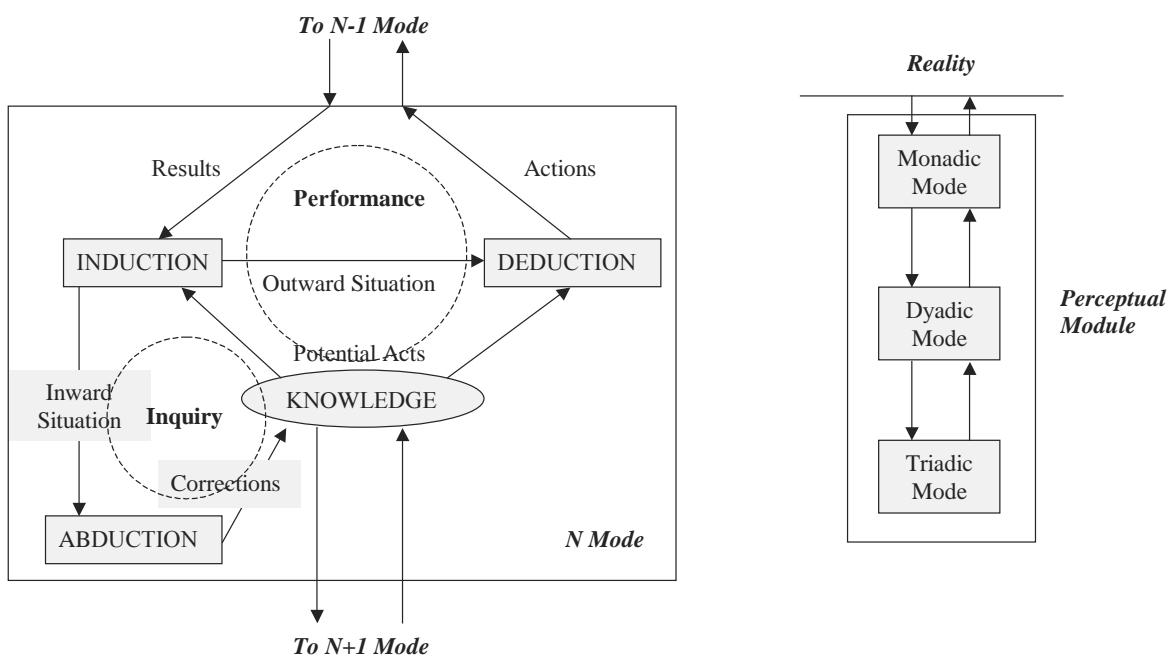 To N-1 Mode
Results
Actions
Performance
INDUCTION
DEDUCTION
Outward Situation
Potential Acts
KNOWLEDGE
Inward
Situation
Inquiry
Corrections
ABDUCTION
N Mode
To N+1 Mode
Reality
Monadic
Mode
Dyadic
Mode
Perceptual
Module
Triadic
Mode